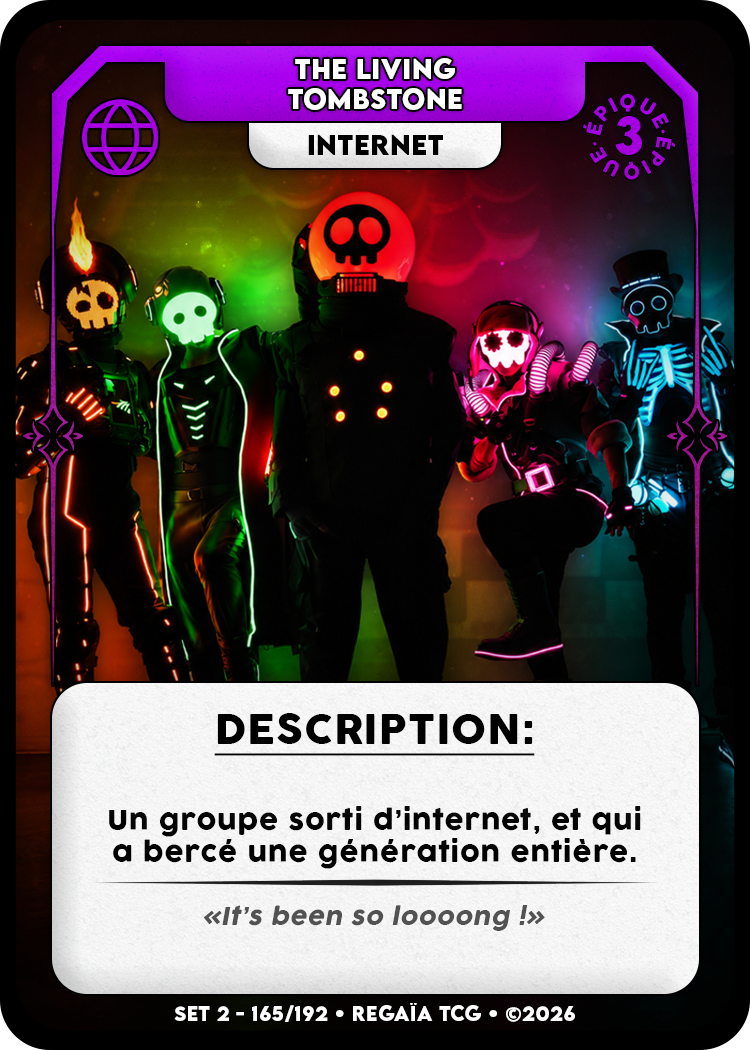 THE LIVING
TOMBSTONE
INTERNET
·ÉPIQUE·ÉPIQUE
3
DESCRIPTION:
Un groupe sorti d'internet, et qui
a bercé une génération entière.
«It's been so loooong !»
SET 2 - 165/192 • REGAÏA TCG • ©2026